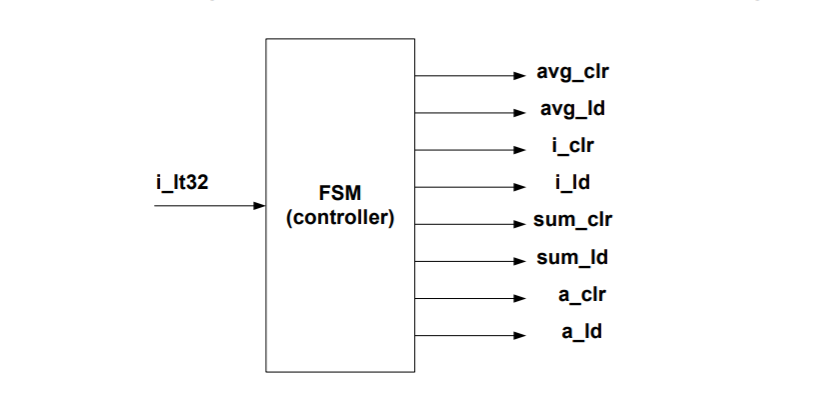 avg_clr
avg_ld
i_clr
i_lt32
i_ld
FSM
(controller)
sum_clr
sum_ld
a_clr
a_ld